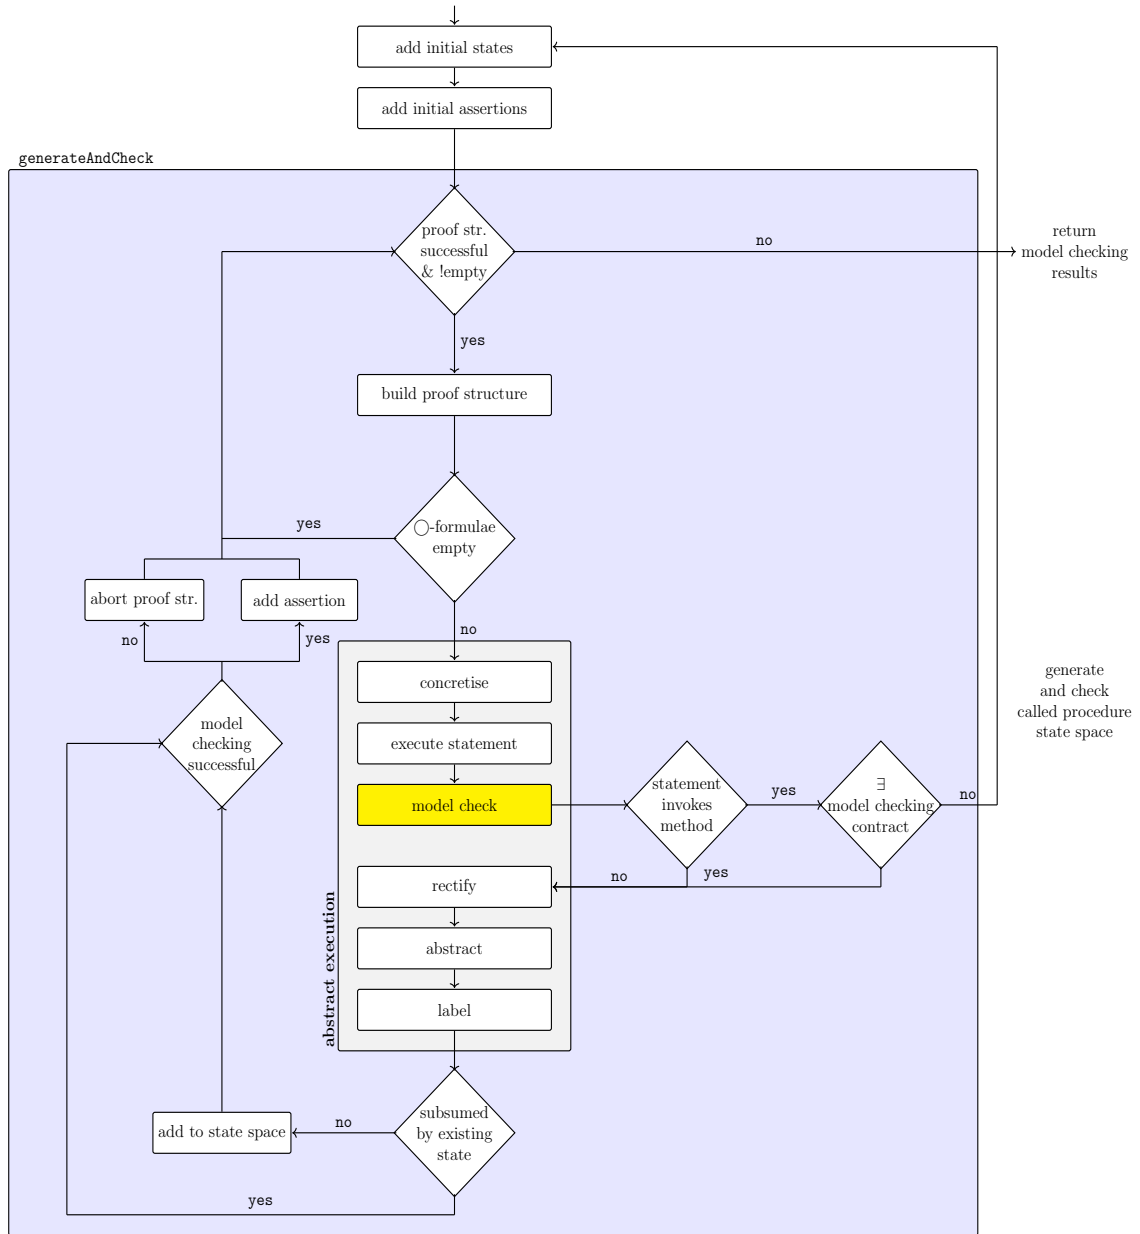 add initial states
add initial assertions
generateAndCheck
proof str.
successful
& !empty
no
return
model checking
results
yes
build proof structure
◯-formulae
empty
yes
abort proof str.
add assertion
no
yes
no
concretise
execute statement
model check
rectify
abstract
label
abstract execution
model
checking
successful
statement
invokes
method
yes
∃
model checking
contract
no
generate
and check
called procedure
state space
no
yes
subsumed
by existing
state
no
add to state space
yes